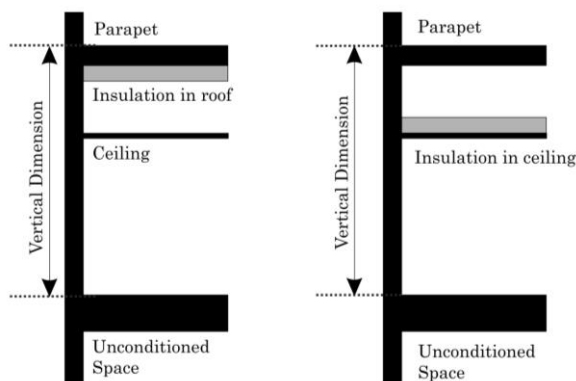 Parapet
Insulation in roof
Ceiling
Vertical Dimension
Unconditioned
Space
Parapet
Insulation in ceiling
Vertical Dimension
Unconditioned
Space